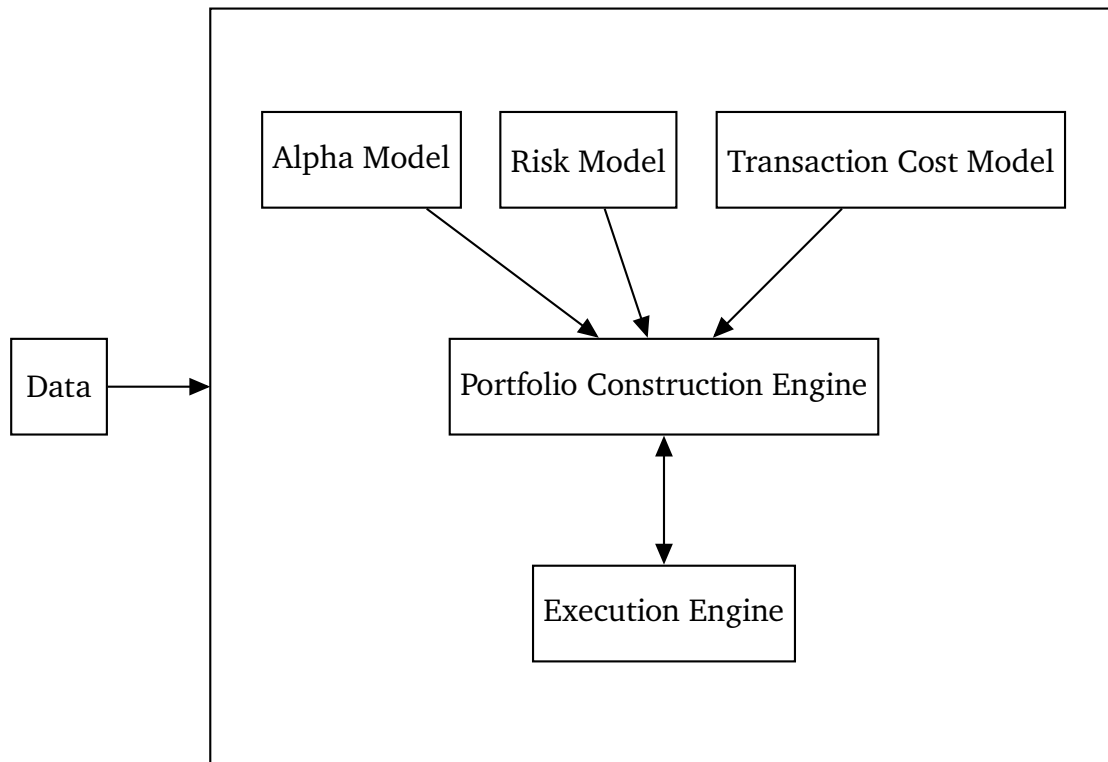 Alpha Model
Risk Model
Transaction Cost Model
Data
Portfolio Construction Engine
Execution Engine